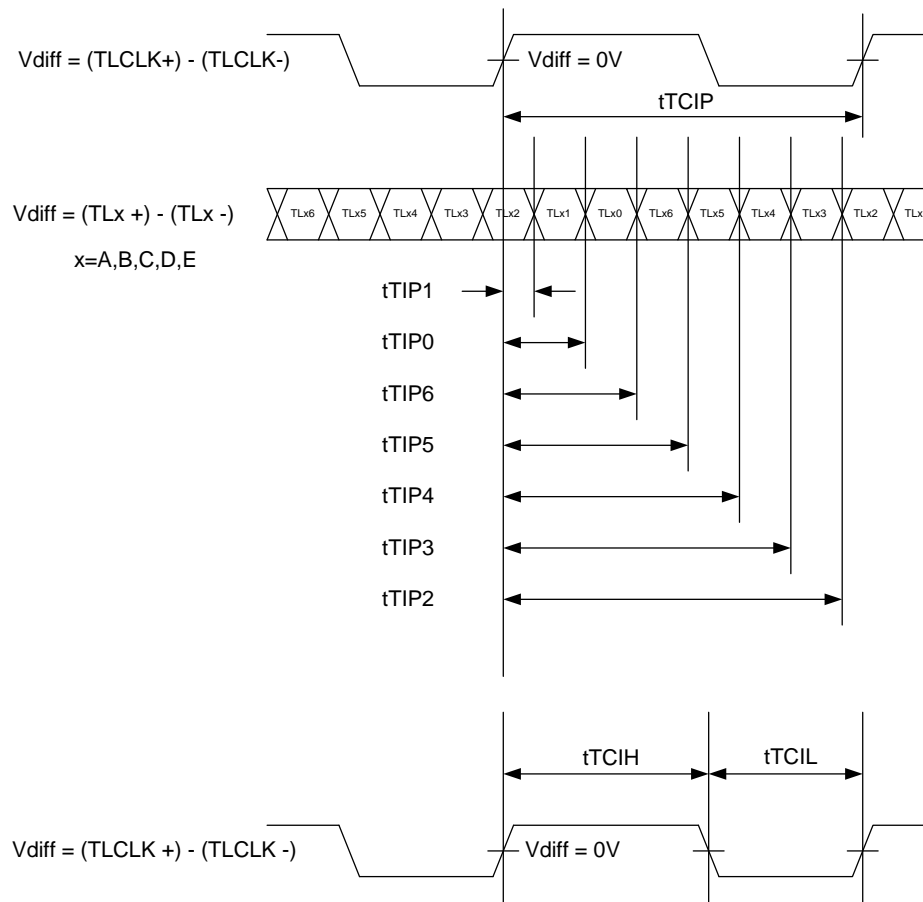 Vdiff = (TLCLK+) - (TLCLK-)
Vdiff = 0V
tTCIP
Vdiff = (TLx +) - (TLx -)
TLx6 TLx5 TLx4 TLx3 TLx2 TLx1 TLx0 TLx6 TLx5 TLx4 TLx3 TLx2 TLx
x=A,B,C,D,E
tTIP1
tTIP0
tTIP6
tTIP5
tTIP4
tTIP3
tTIP2
tTCIH tTCIL
Vdiff = (TLCLK +) - (TLCLK -)
Vdiff = 0V